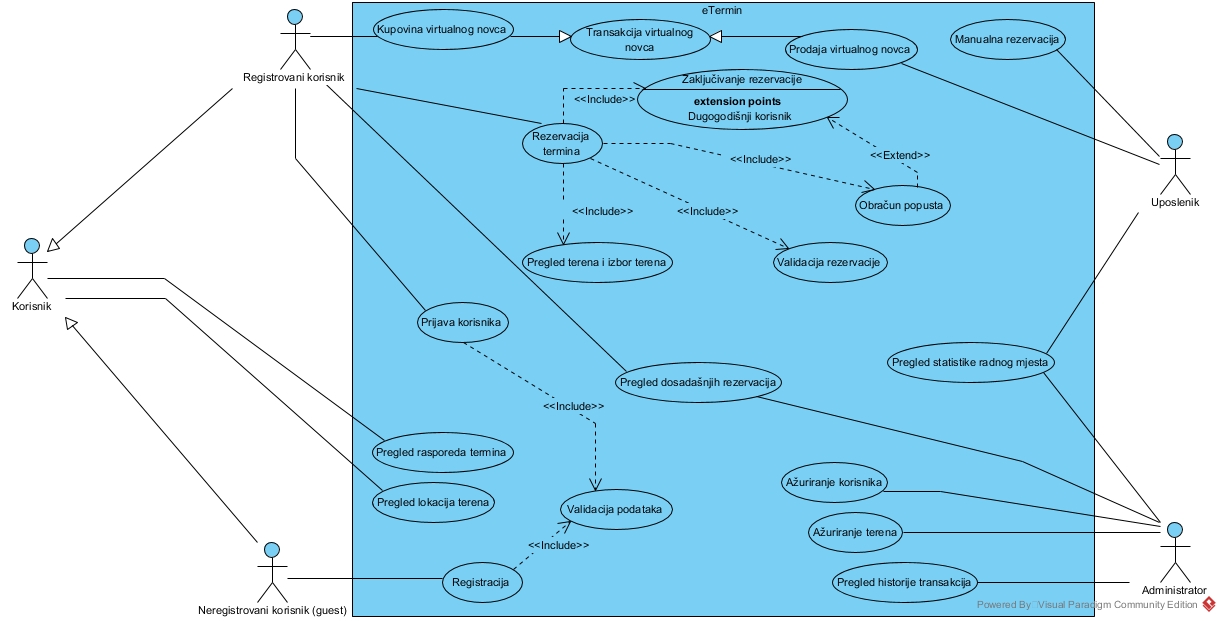 eTermin
Kupovina virtualnog novca
Transakcija virtualnog
novca
Prodaja virtualnog novca
Manualna rezervacija
Registrovani korisnik
Zaključivanje rezervacije
<<Include>>
extension points
Dugogodišnji korisnik
Rezervacija
termina
<<Include>>
<<Extend>>
Obračun popusta
Uposlenik
<<Include>>
<<Include>>
Pregled terena i izbor terena
Validacija rezervacije
Korisnik
Prijava korisnika
Pregled statistike radnog mjesta
Pregled dosadašnjih rezervacija
<<Include>>
Pregled rasporeda termina
Ažuriranje korisnika
Pregled lokacija terena
Validacija podataka
Ažuriranje terena
<<Include>>
Registracija
Pregled historije transakcija
Administrator
Neregistrovani korisnik (guest)
Powered By Visual Paradigm Community Edition